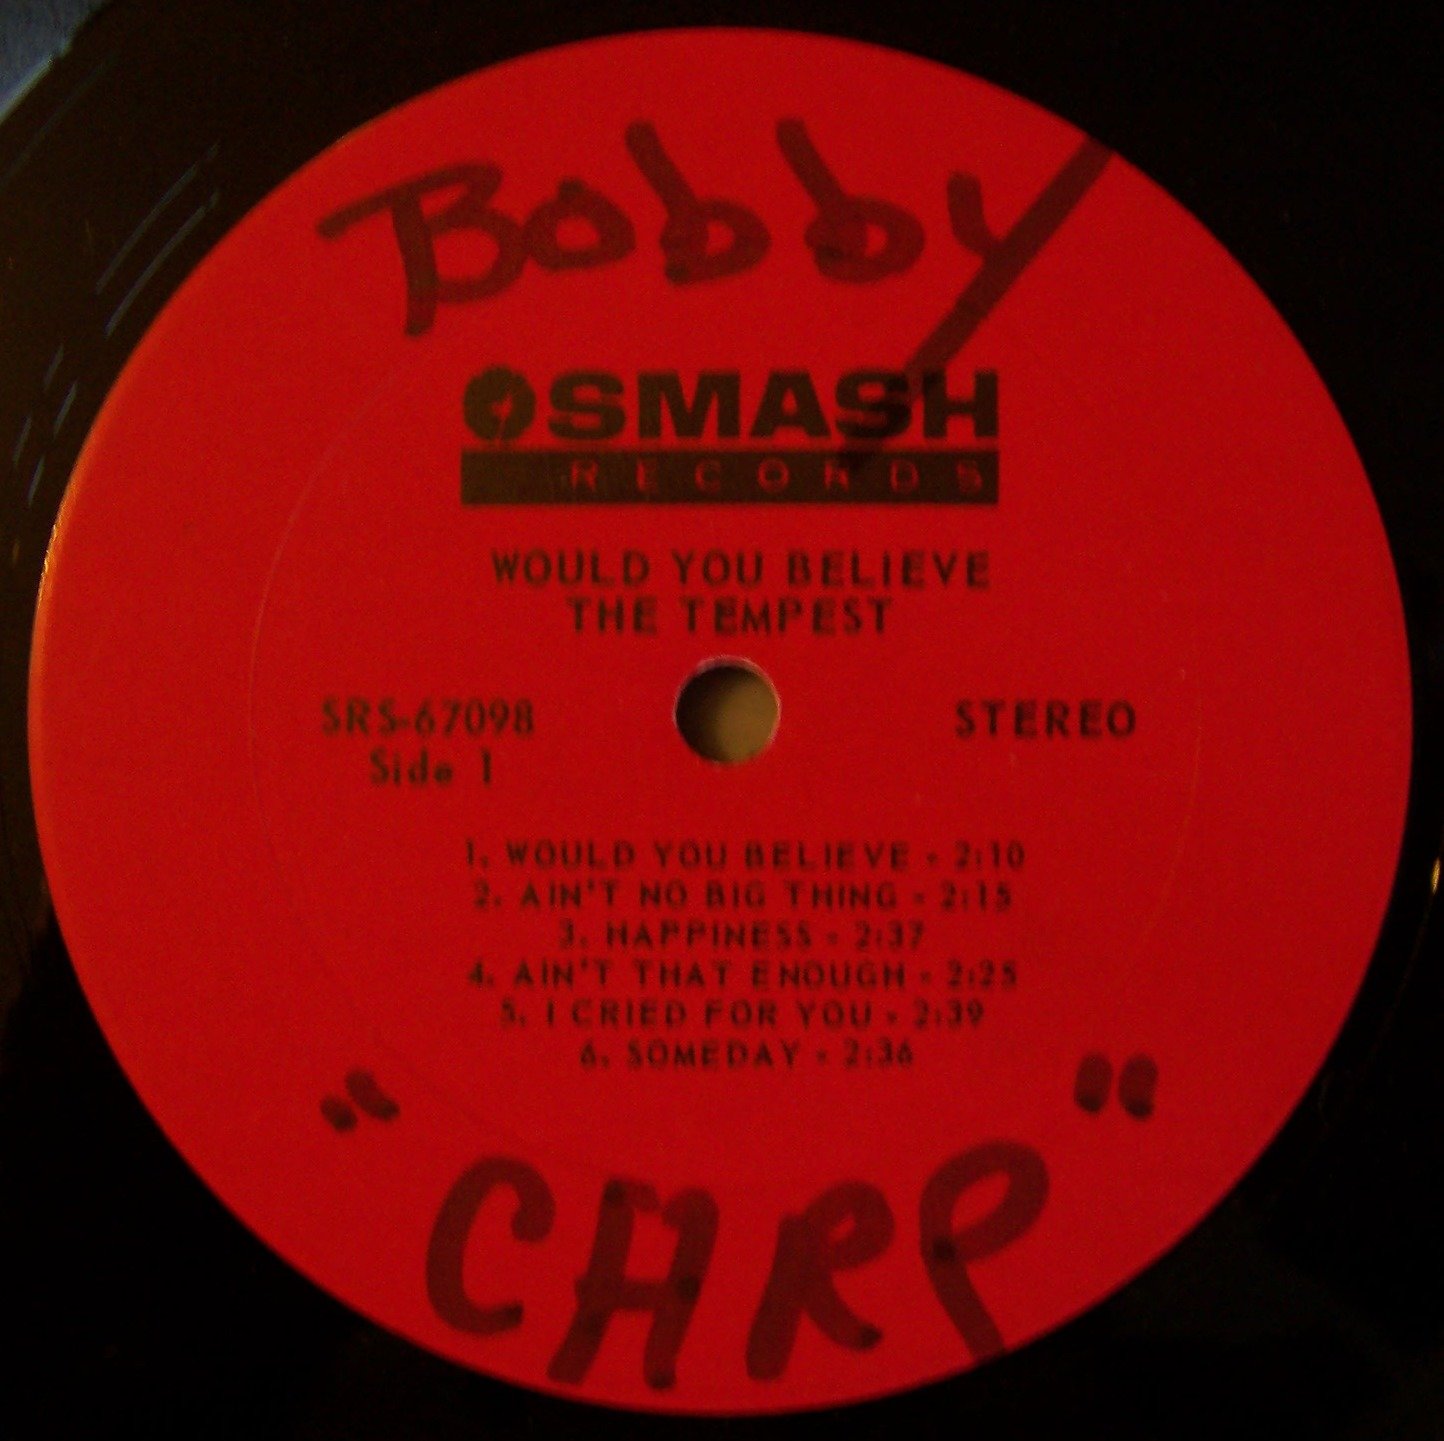 Bobby
SMASH
RECORDS
WOULD YOU BELIEVE
THE TEMPEST
SRS-67098
Side 1
STEREO
1. WOULD YOU BELIEVE - 2:10
2. AIN'T NO BIG THING - 2:15
3. HAPPINESS - 2:37
4. AIN'T THAT ENOUGH - 2:25
5. I CRIED FOR YOU - 2:39
6. SOMEDAY - 2:36
"CARP"